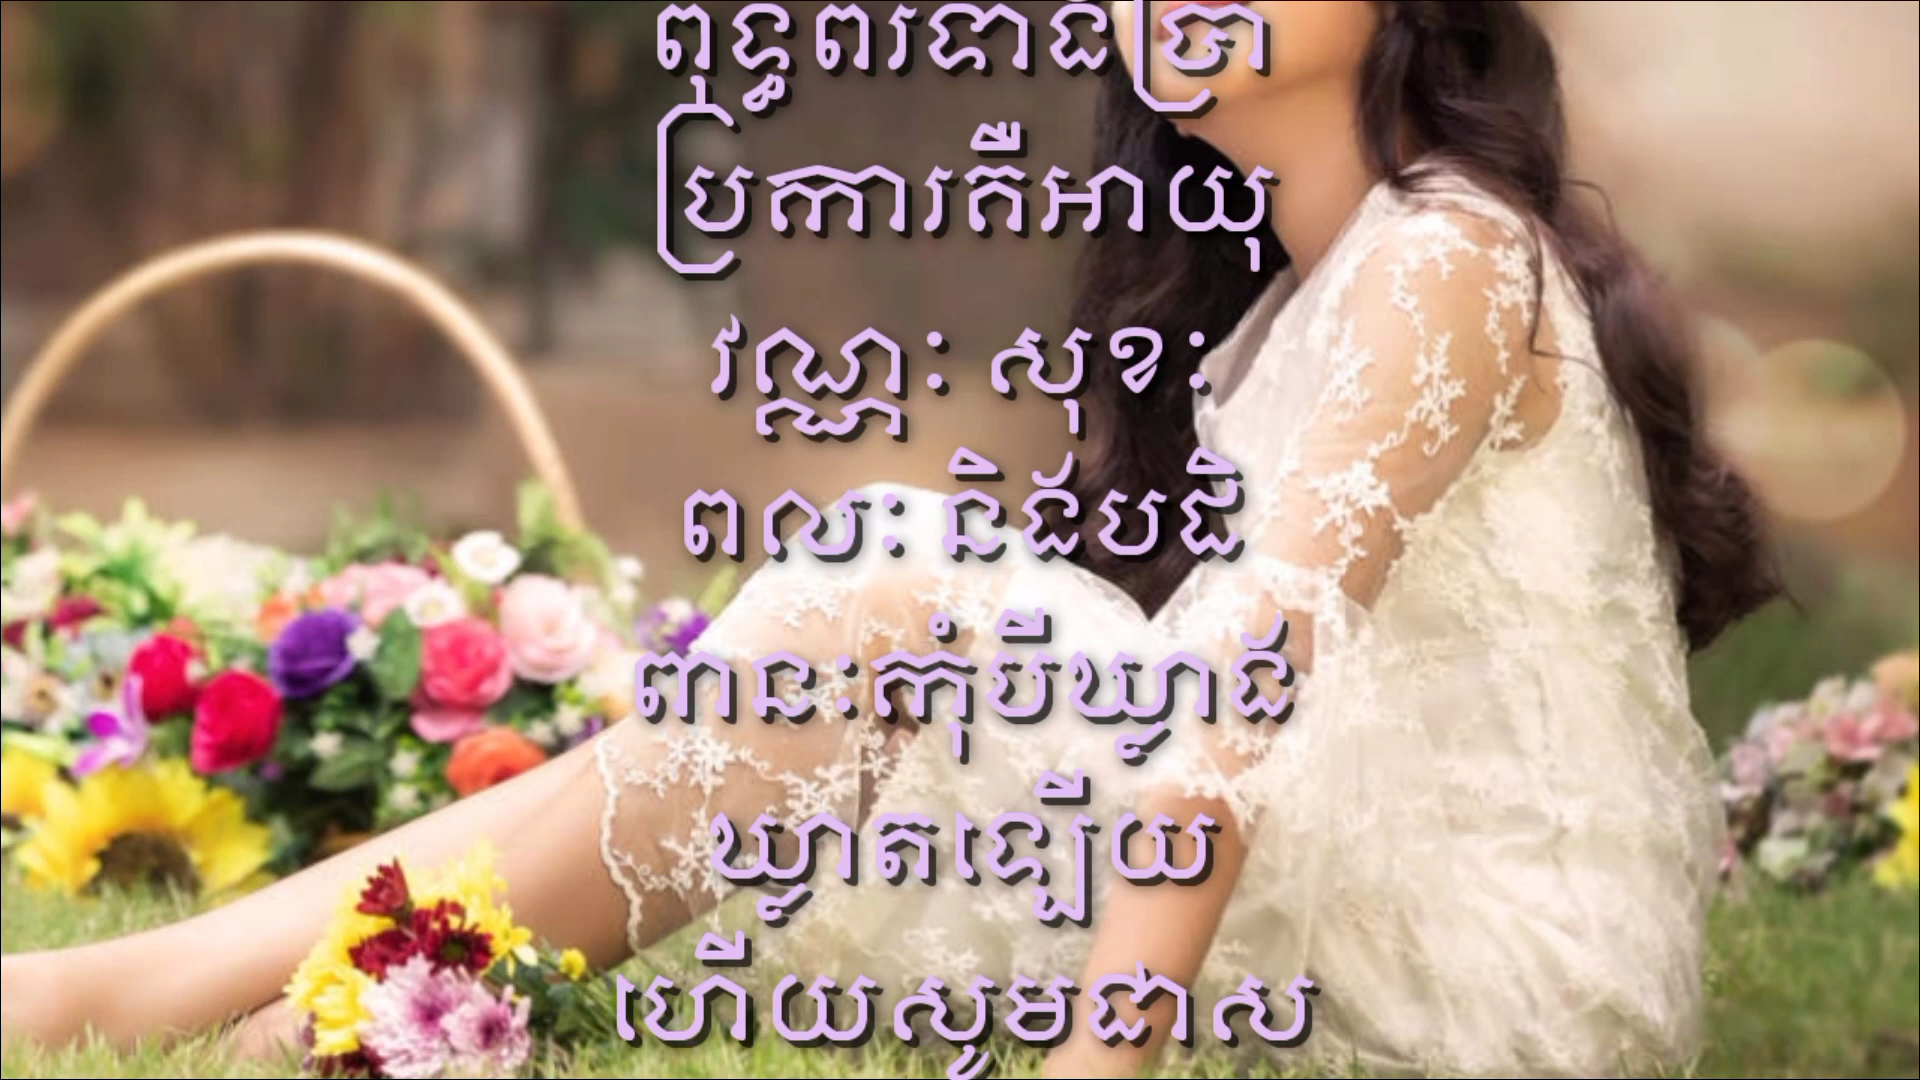 ពុទ្ធពរទាំងប្រា
ប្រការគឺអាយុ
វណ្ណៈ សុខៈ
ពលៈ និង៍បដិ
ពានៈកុំបីឃ្លាង៍
ឃ្លាតឡើយ
ហើយសូមជាស